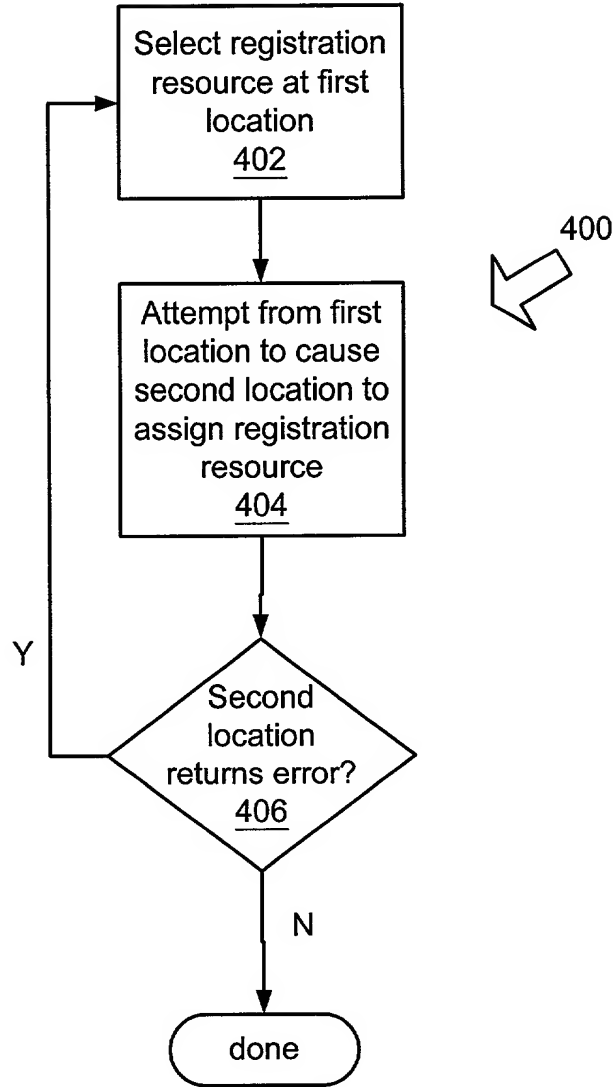 Select registration
resource at first
location
402
400
Attempt from first
location to cause
second location to
assign registration
resource
404
Y
Second
location
returns error?
406
N
done